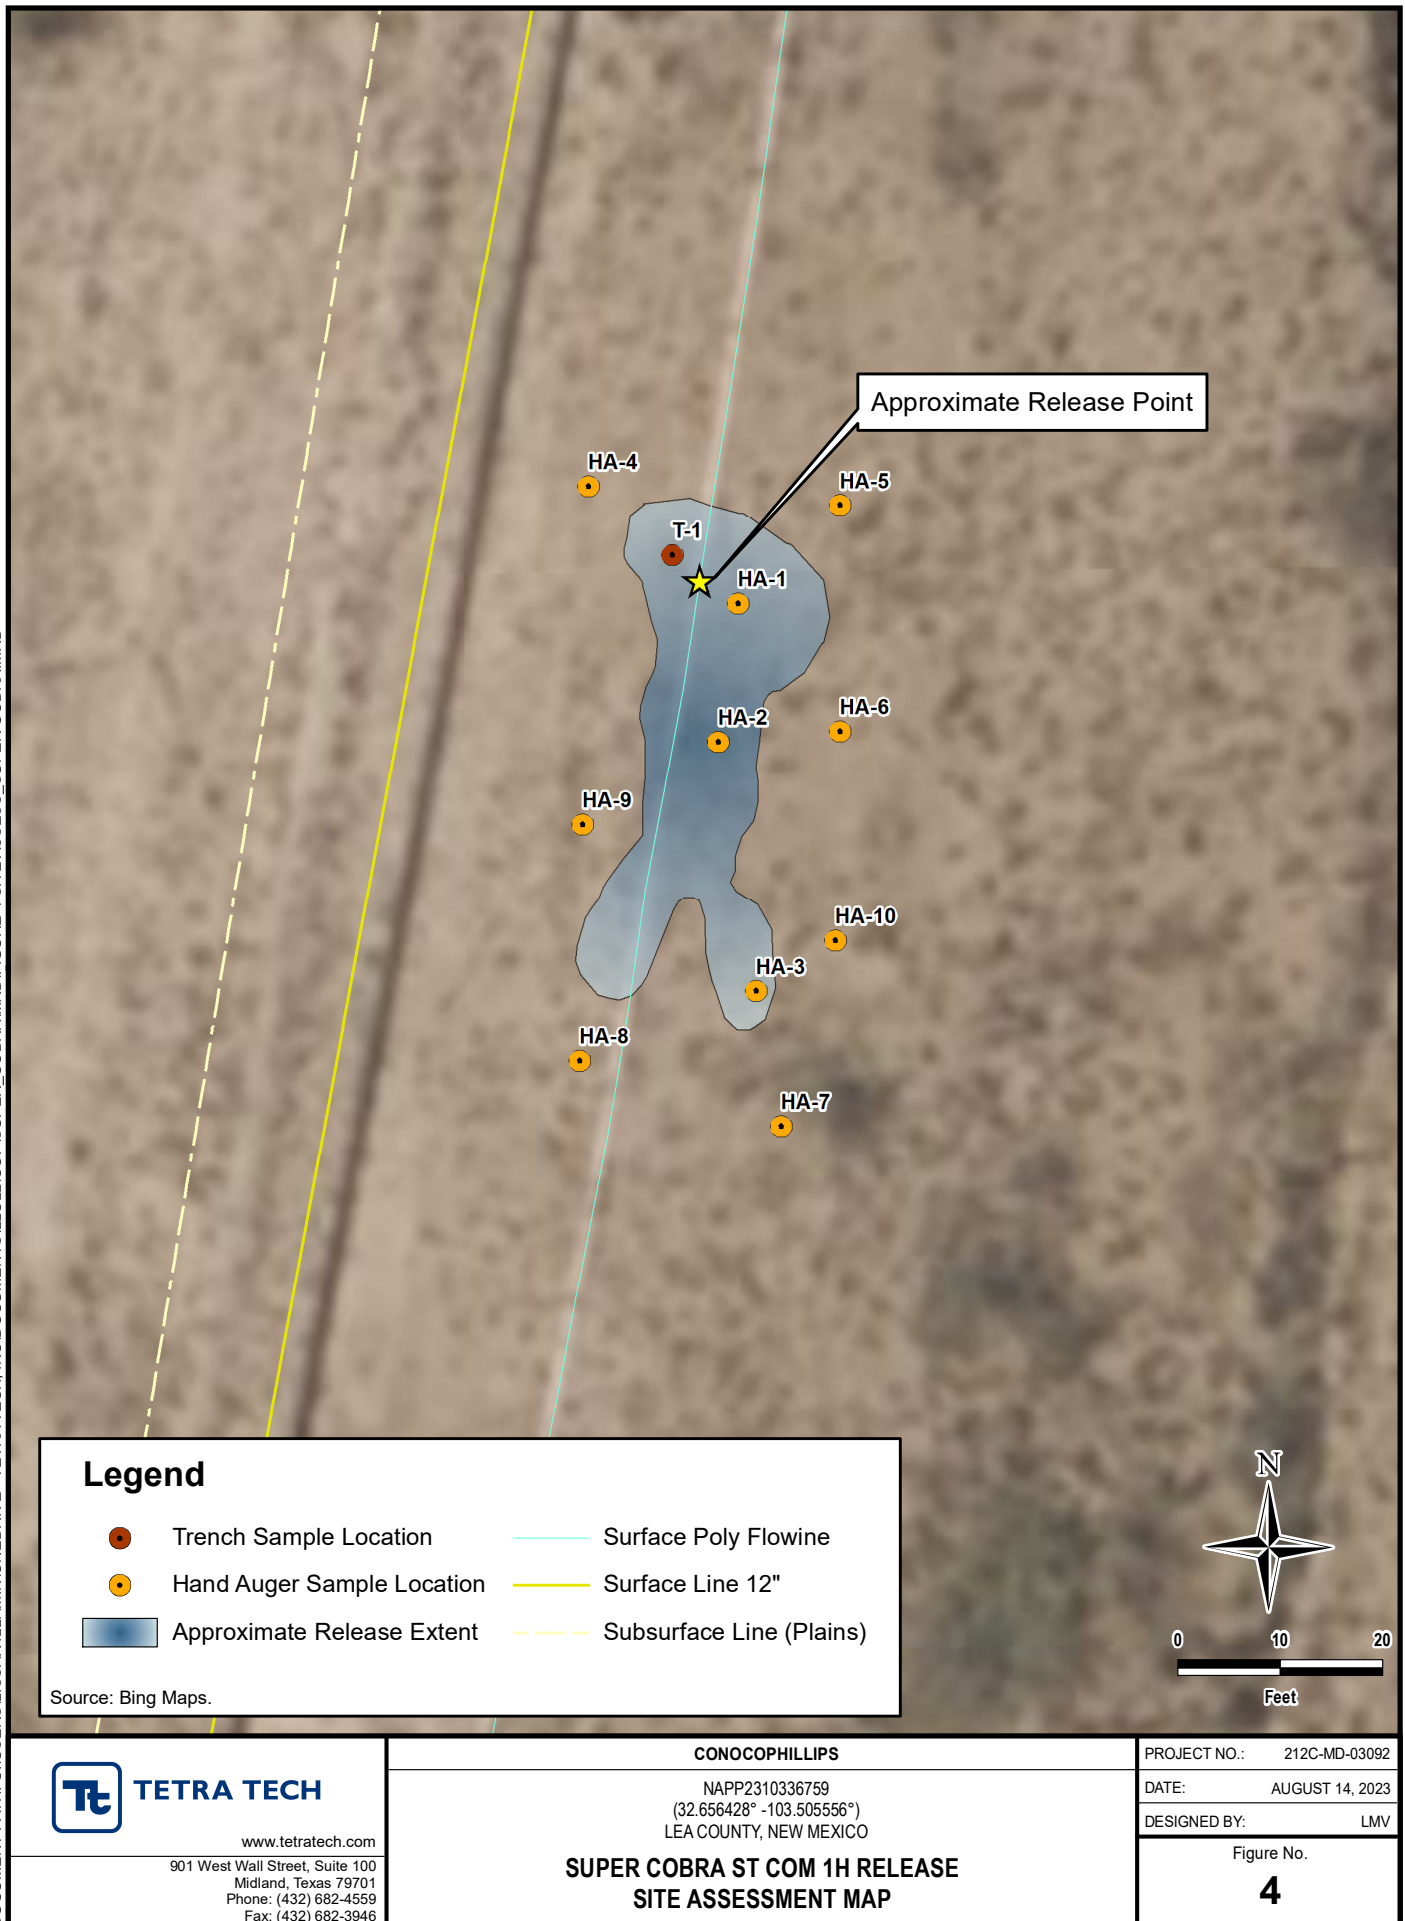 Approximate Release Point
HA-4
HA-5
T-1
HA-1
HA-6
HA-2
HA-9
HA-10
HA-3
HA-8
HA-7
Legend
Trench Sample Location
Surface Poly Flowine
Hand Auger Sample Location
Surface Line 12"
Approximate Release Extent
Subsurface Line (Plains)
Source: Bing Maps.
N
0 10 20
Feet
Tt TETRA TECH
www.tetratech.com
901 West Wall Street, Suite 100
Midland, Texas 79701
Phone: (432) 682-4559
Fax: (432) 682-3946
CONOCOPHILLIPS
NAPP2310336759
(32.656428° -103.505556°)
LEA COUNTY, NEW MEXICO
SUPER COBRA ST COM 1H RELEASE
SITE ASSESSMENT MAP
PROJECT NO.: 212C-MD-03092
DATE: AUGUST 14, 2023
DESIGNED BY: LMV
Figure No.
4